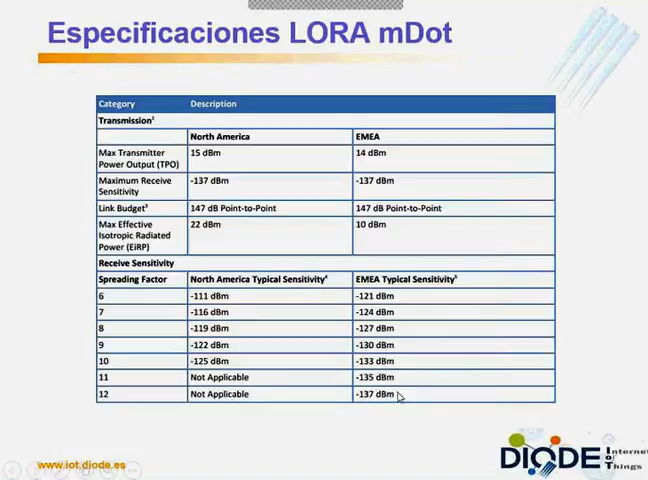 Especificaciones LORA mDot
Category Description
Transmission¹
North America EMEA
Max Transmitter Power Output (TPO) 15 dBm 14 dBm
Maximum Receive Sensitivity -137 dBm -137 dBm
Link Budget³ 147 dB Point-to-Point 147 dB Point-to-Point
Max Effective Isotropic Radiated Power (EiRP) 22 dBm 10 dBm
Receive Sensitivity
Spreading Factor North America Typical Sensitivity⁴ EMEA Typical Sensitivity⁵
6 -111 dBm -121 dBm
7 -116 dBm -124 dBm
8 -119 dBm -127 dBm
9 -122 dBm -130 dBm
10 -125 dBm -133 dBm
11 Not Applicable -135 dBm
12 Not Applicable -137 dBm
www.iot.diode.es
DIODE Internet of Things